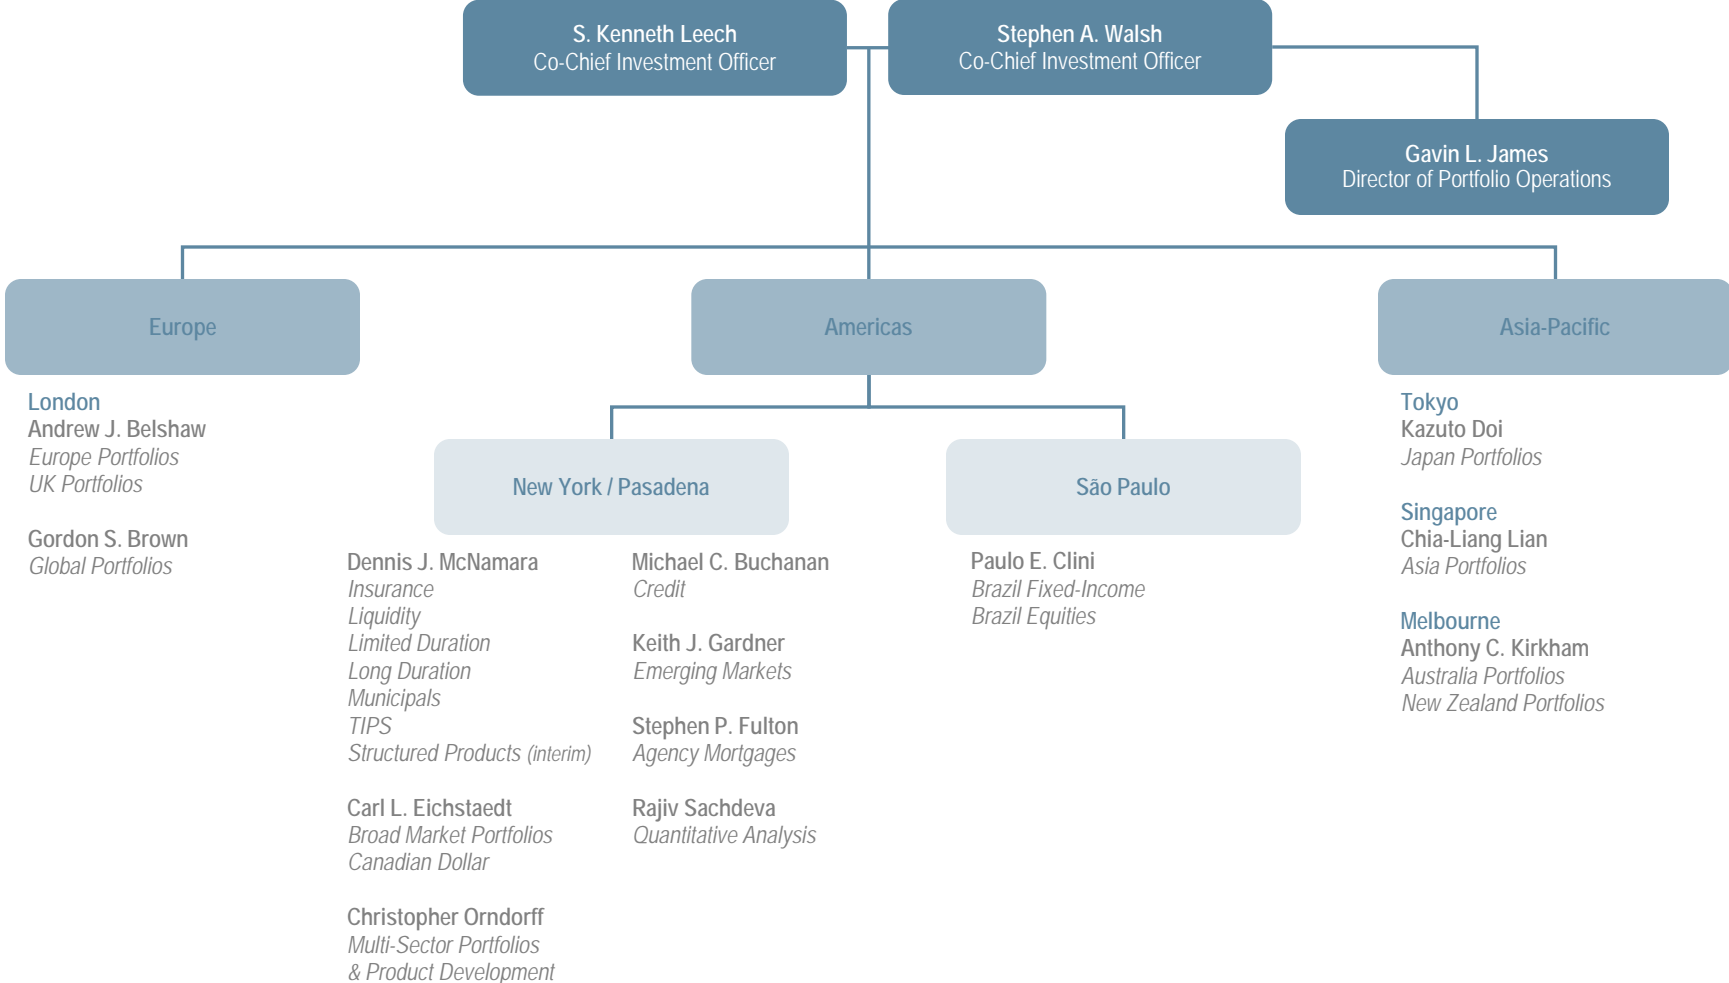 S. Kenneth Leech
Co-Chief Investment Officer
Stephen A. Walsh
Co-Chief Investment Officer
Gavin L. James
Director of Portfolio Operations
Europe
Americas
Asia-Pacific
London
Andrew J. Belshaw
Europe Portfolios
UK Portfolios
Gordon S. Brown
Global Portfolios
New York / Pasadena
Dennis J. McNamara
Insurance
Liquidity
Limited Duration
Long Duration
Municipals
TIPS
Structured Products (interim)
Carl L. Eichstaedt
Broad Market Portfolios
Canadian Dollar
Christopher Orndorff
Multi-Sector Portfolios
& Product Development
Michael C. Buchanan
Credit
Keith J. Gardner
Emerging Markets
Stephen P. Fulton
Agency Mortgages
Rajiv Sachdeva
Quantitative Analysis
São Paulo
Paulo E. Clini
Brazil Fixed-Income
Brazil Equities
Tokyo
Kazuto Doi
Japan Portfolios
Singapore
Chia-Liang Lian
Asia Portfolios
Melbourne
Anthony C. Kirkham
Australia Portfolios
New Zealand Portfolios